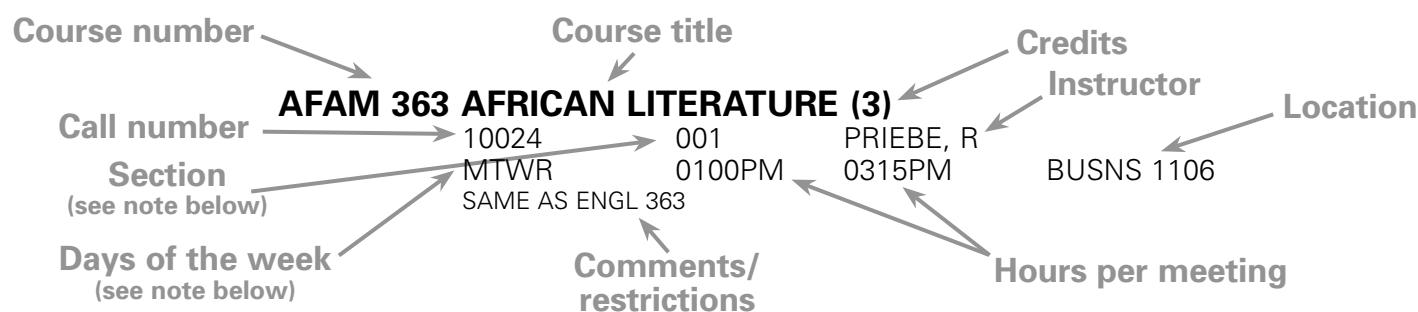 Course number
Course title
Credits
Instructor
Location
AFAM 363 AFRICAN LITERATURE (3)
Call number
10024 001 PRIEBE, R
Section
(see note below)
MTWR 0100PM 0315PM BUSNS 1106
SAME AS ENGL 363
Days of the week
(see note below)
Comments/
restrictions
Hours per meeting